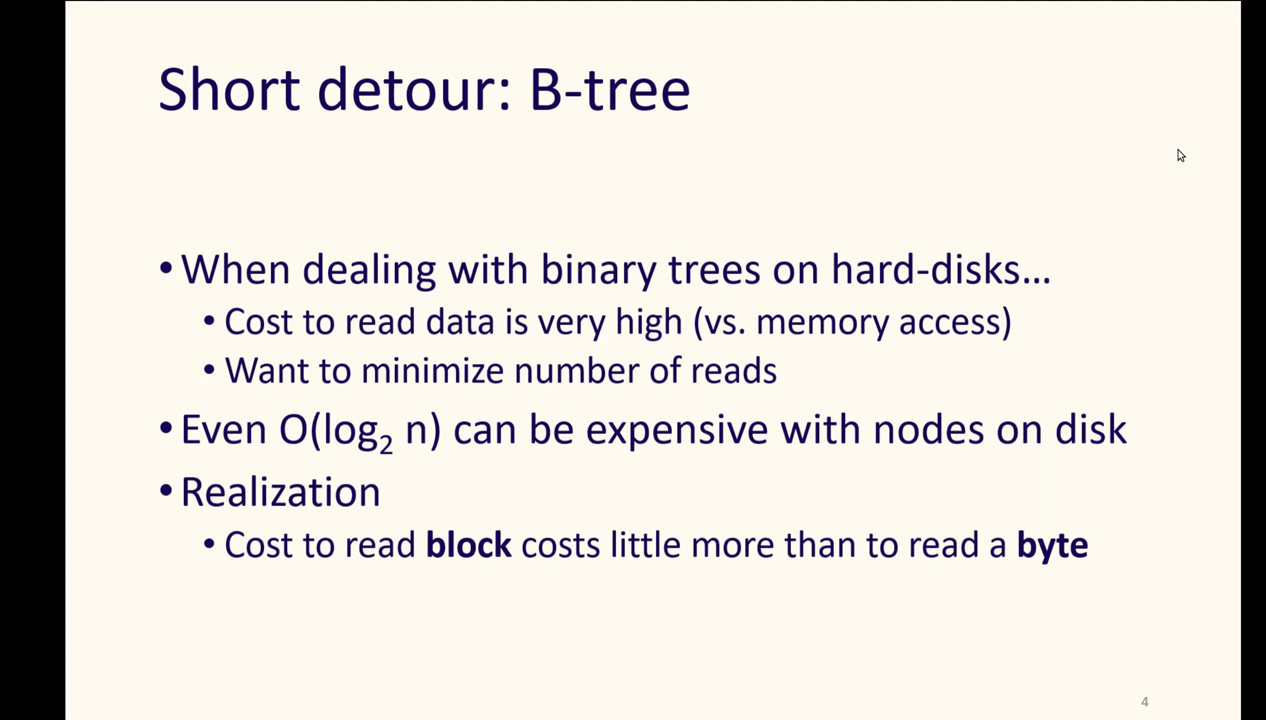 Short detour: B-tree
•When dealing with binary trees on hard-disks…
•Cost to read data is very high (vs. memory access)
•Want to minimize number of reads
•Even O(log₂ n) can be expensive with nodes on disk
•Realization
•Cost to read block costs little more than to read a byte
4